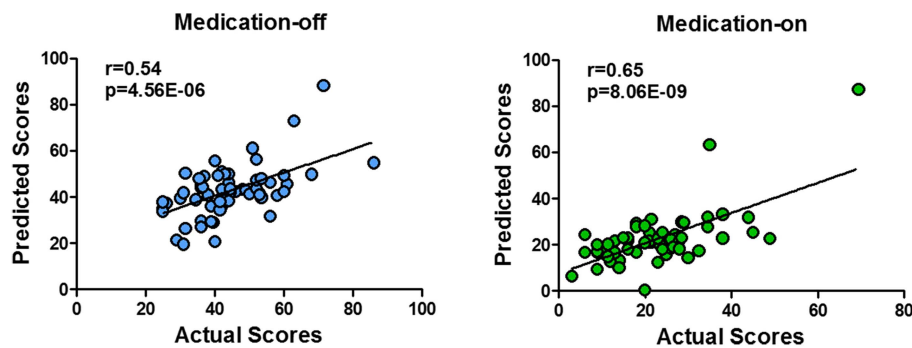 Medication-off
Predicted Scores
100
80
60
40
20
0
r=0.54
p=4.56E-06
0 20 40 60 80 100
Actual Scores
Medication-on
Predicted Scores
100
80
60
40
20
0
r=0.65
p=8.06E-09
0 20 40 60 80
Actual Scores